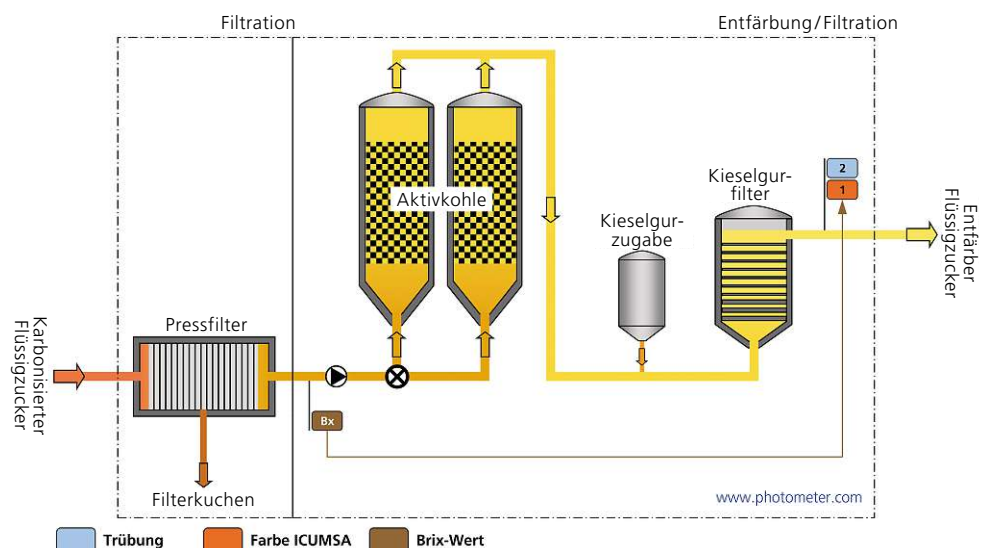 Filtration
Entfärbung/Filtration
Aktivkohle
Kieselgur-
zugabe
Kieselgur-
filter
2
1
Entfärber
Flüssigzucker
Karbonisierter
Flüssigzucker
Pressfilter
Bx
Filterkuchen
www.photometer.com
Trübung
Farbe ICUMSA
Brix-Wert